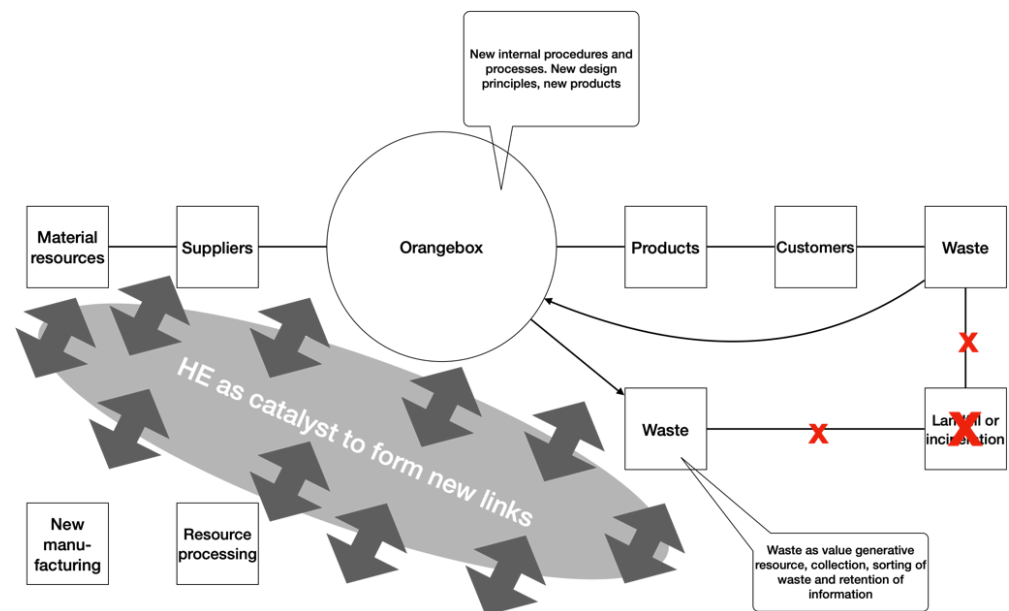 New internal procedures and
processes. New design
principles, new products
Material
resources
Suppliers
Orangebox
Products
Customers
Waste
HE as catalyst to form new links
X
Waste
X
Landfill or
incineration
X
New
manu-
facturing
Resource
processing
Waste as value generative
resource, collection, sorting of
waste and retention of
information